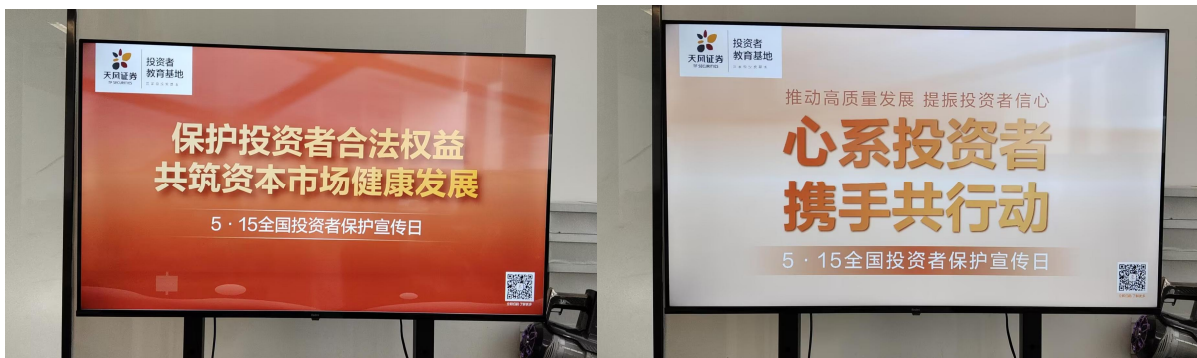 天风证券
TF SECURITIES
投资者
教育基地
保护投资者合法权益
共筑资本市场健康发展
5·15全国投资者保护宣传日
天风证券
TF SECURITIES
投资者
教育基地
推动高质量发展 提振投资者信心
心系投资者
携手共行动
5·15全国投资者保护宣传日